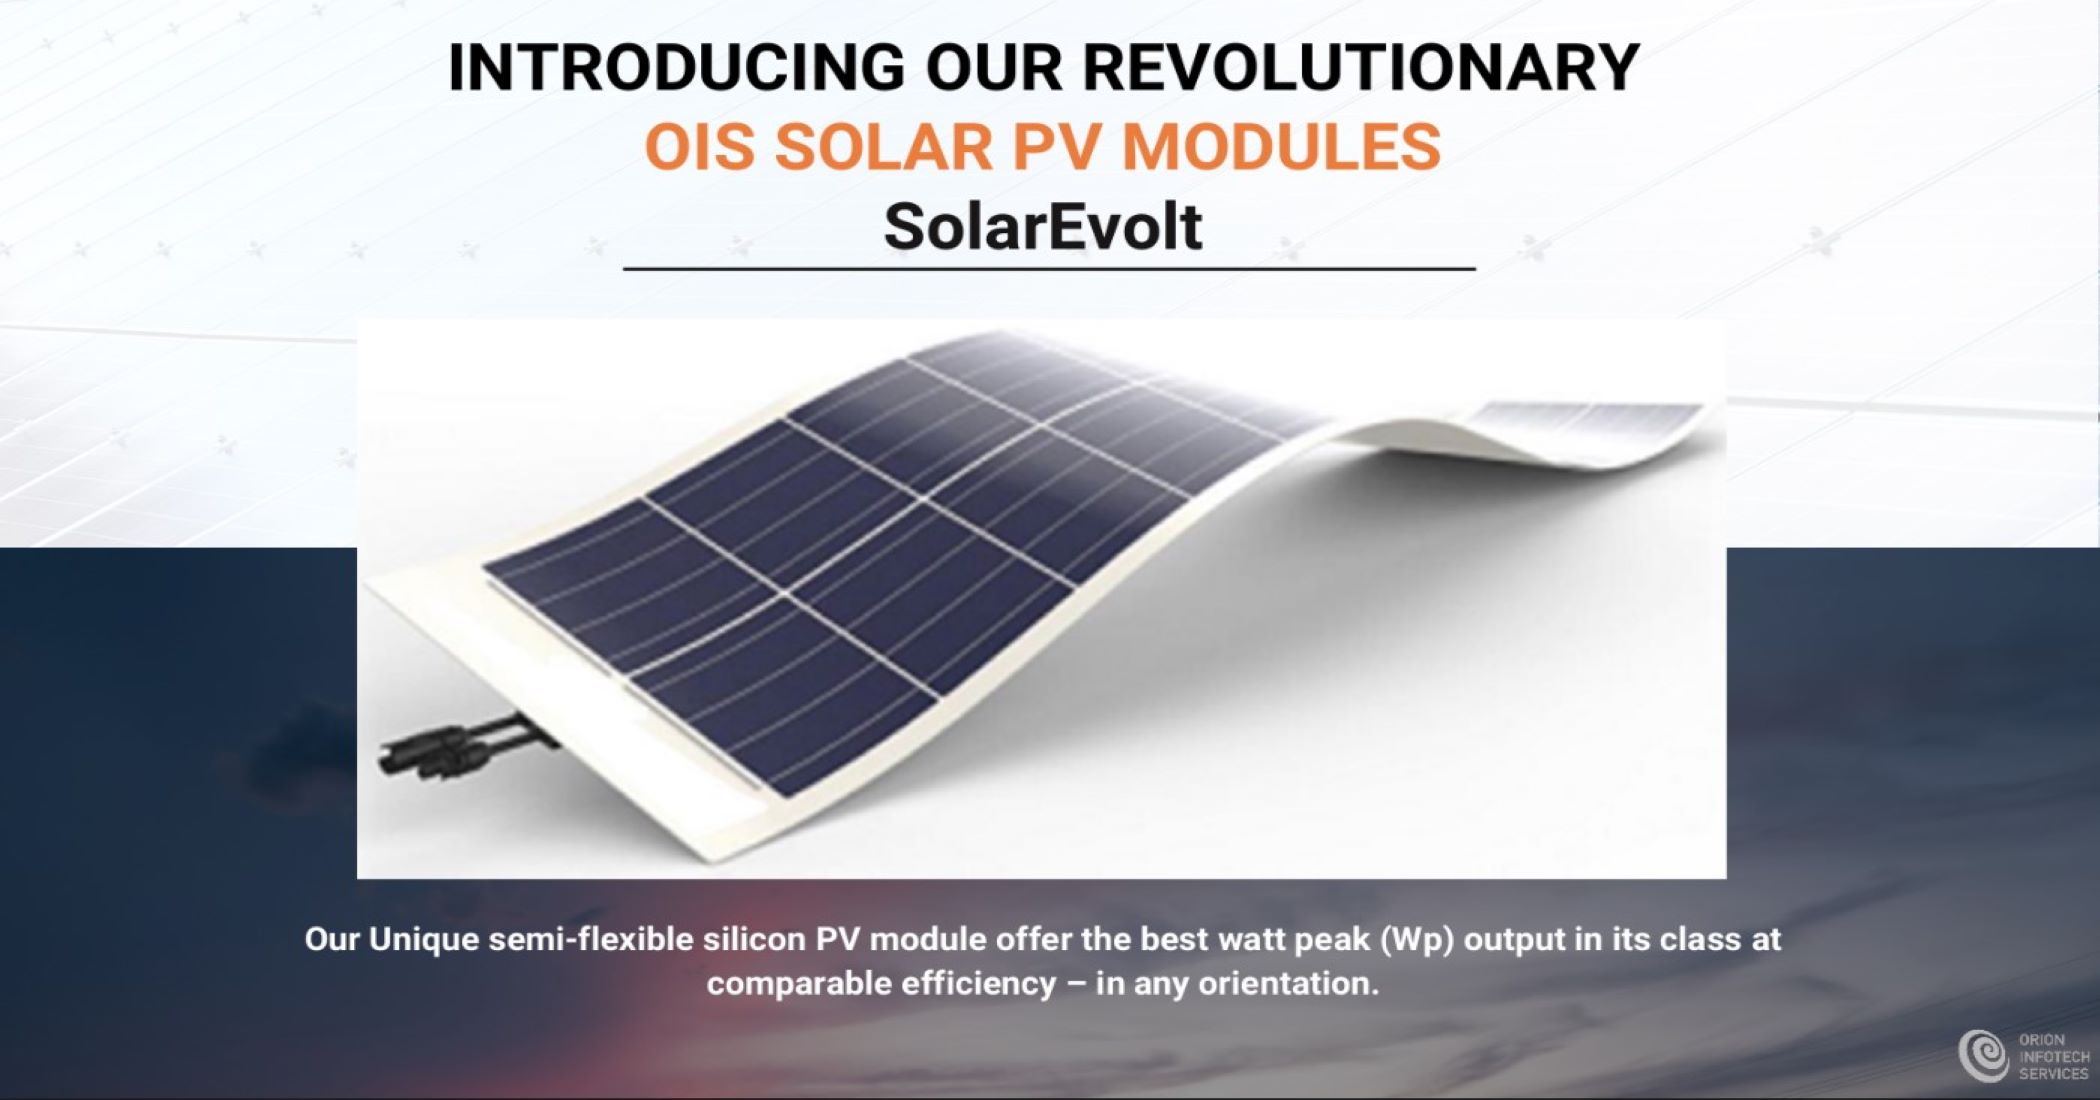 INTRODUCING OUR REVOLUTIONARY
OIS SOLAR PV MODULES
SolarEvolt
Our Unique semi-flexible silicon PV module offer the best watt peak (Wp) output in its class at
comparable efficiency – in any orientation.
ORION
INFOTECH
SERVICES